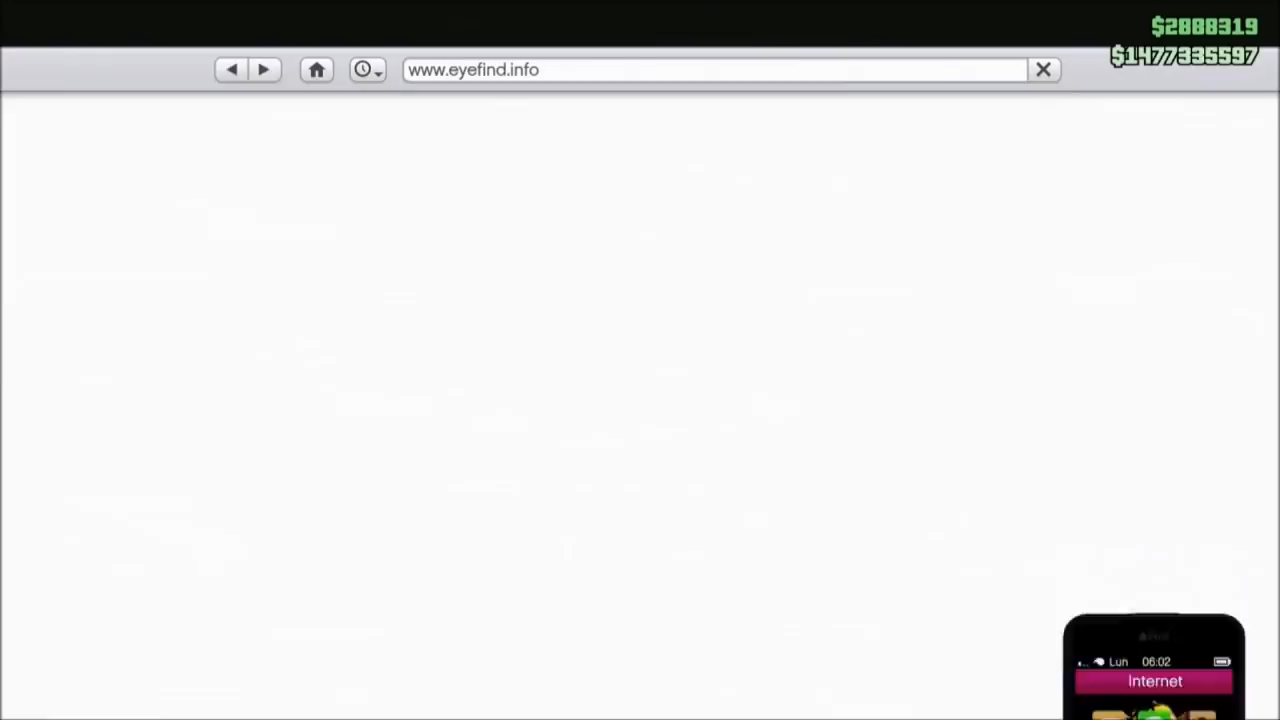 $2888319
$1477335597
www.eyefind.info
Lun 06:02
Internet